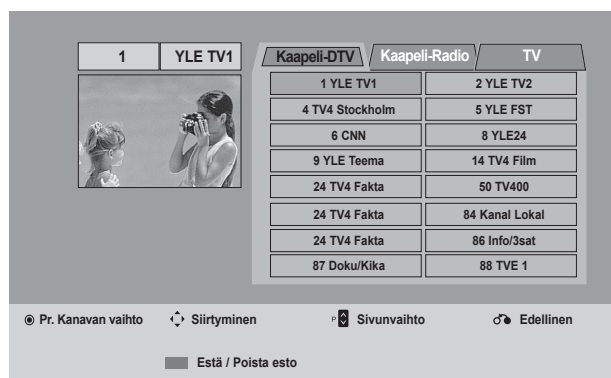 1 YLE TV1
Kaapeli-DTV Kaapeli-Radio TV
1 YLE TV1 2 YLE TV2
4 TV4 Stockholm 5 YLE FST
6 CNN 8 YLE24
9 YLE Teema 14 TV4 Film
24 TV4 Fakta 50 TV400
24 TV4 Fakta 84 Kanal Lokal
24 TV4 Fakta 86 Info/3sat
87 Doku/Kika 88 TVE 1
Pr. Kanavan vaihto Siirtyminen P Sivunvaihto Edellinen
Estä / Poista esto